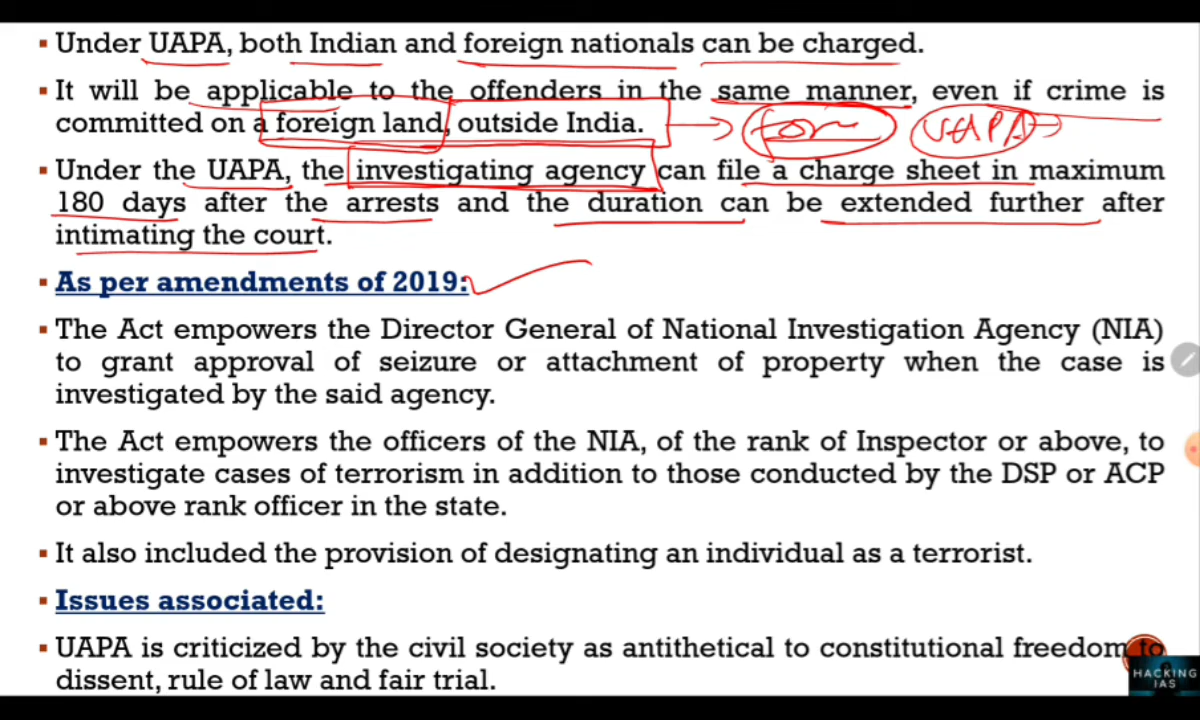 ▪ Under UAPA, both Indian and foreign nationals can be charged.
▪ It will be applicable to the offenders in the same manner, even if crime is
committed on a foreign land, outside India.
for UAPA
▪ Under the UAPA, the investigating agency can file a charge sheet in maximum
180 days after the arrests and the duration can be extended further after
intimating the court.
▪ As per amendments of 2019:
▪ The Act empowers the Director General of National Investigation Agency (NIA)
to grant approval of seizure or attachment of property when the case is
investigated by the said agency.
▪ The Act empowers the officers of the NIA, of the rank of Inspector or above, to
investigate cases of terrorism in addition to those conducted by the DSP or ACP
or above rank officer in the state.
▪ It also included the provision of designating an individual as a terrorist.
▪ Issues associated:
▪ UAPA is criticized by the civil society as antithetical to constitutional freedom to
dissent, rule of law and fair trial.
HACKING
IAS